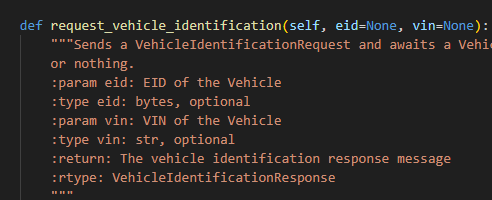 def request_vehicle_identification(self, eid=None, vin=None):
"""Sends a VehicleIdentificationRequest and awaits a
or nothing.
:param eid: EID of the Vehicle
:type eid: bytes, optional
:param vin: VIN of the Vehicle
:type vin: str, optional
:return: The vehicle identification response message
:rtype: VehicleIdentificationResponse
"""